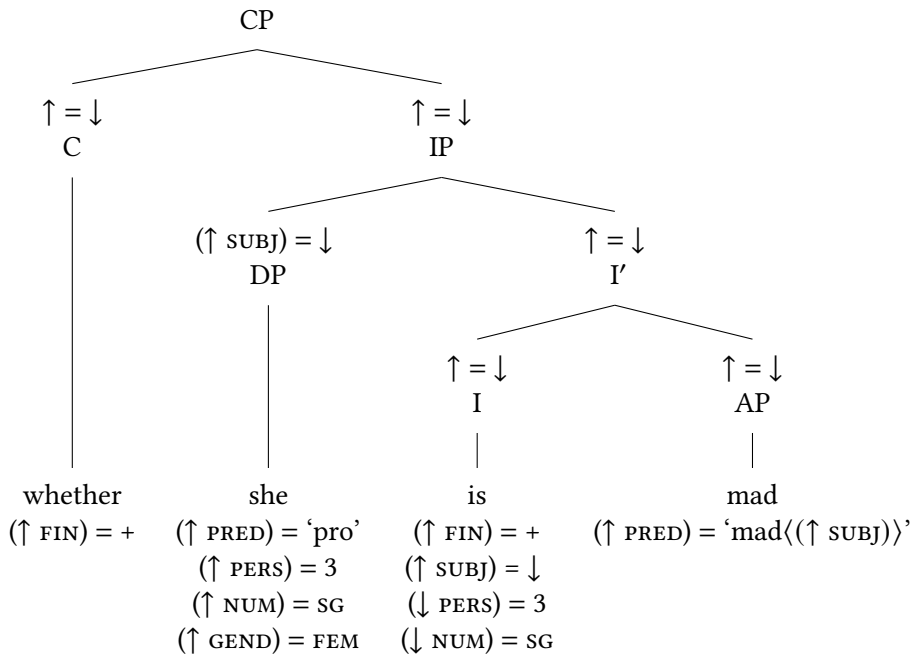 CP
↑ = ↓ ↑ = ↓
C IP
(↑ SUBJ) = ↓ ↑ = ↓
DP I′
↑ = ↓ ↑ = ↓
I AP
whether she is mad
(↑ FIN) = + (↑ PRED) = ‘pro’ (↑ FIN) = + (↑ PRED) = ‘mad⟨(↑ SUBJ)⟩’
(↑ PERS) = 3 (↑ SUBJ) = ↓
(↑ NUM) = SG (↓ PERS) = 3
(↑ GEND) = FEM (↓ NUM) = SG